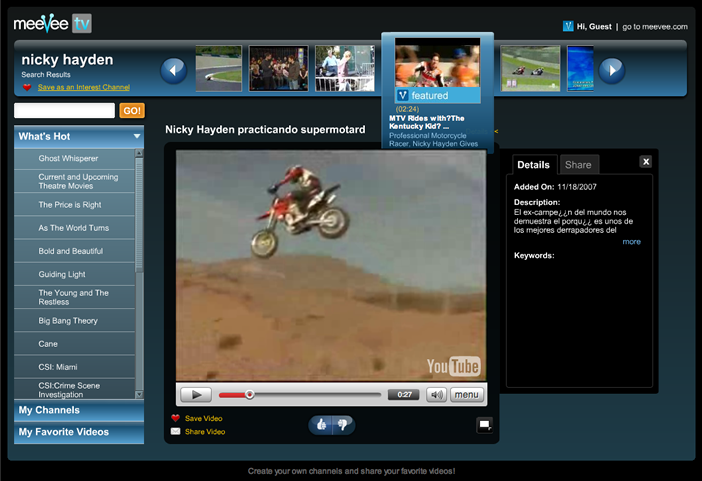 meevee tv
Hi, Guest | go to meevee.com
nicky hayden
Search Results
Save as an Interest Channel
featured
(02:24)
MTV Rides with?The
Kentucky Kid? ...
Professional Motorcycle
Racer, Nicky Hayden Gives
GO!
What's Hot
Ghost Whisperer
Current and Upcoming
Theatre Movies
The Price is Right
As The World Turns
Bold and Beautiful
Guiding Light
The Young and The
Restless
Big Bang Theory
Cane
CSI: Miami
CSI:Crime Scene
Investigation
My Channels
My Favorite Videos
Nicky Hayden practicando supermotard
<
YouTube
0:27
menu
Save Video
Share Video
Details
Share
X
Added On: 11/18/2007
Description:
El ex-campe¿¿n del mundo nos
demuestra el porqu¿¿ es unos de
los mejores derrapadores del
more
Keywords:
Create your own channels and share your favorite videos!